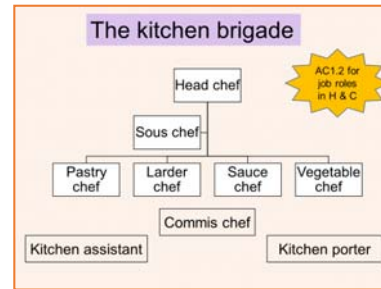 The kitchen brigade
AC1.2 for
job roles
in H & C
Head chef
Sous chef
Pastry
chef
Larder
chef
Sauce
chef
Vegetable
chef
Commis chef
Kitchen assistant
Kitchen porter